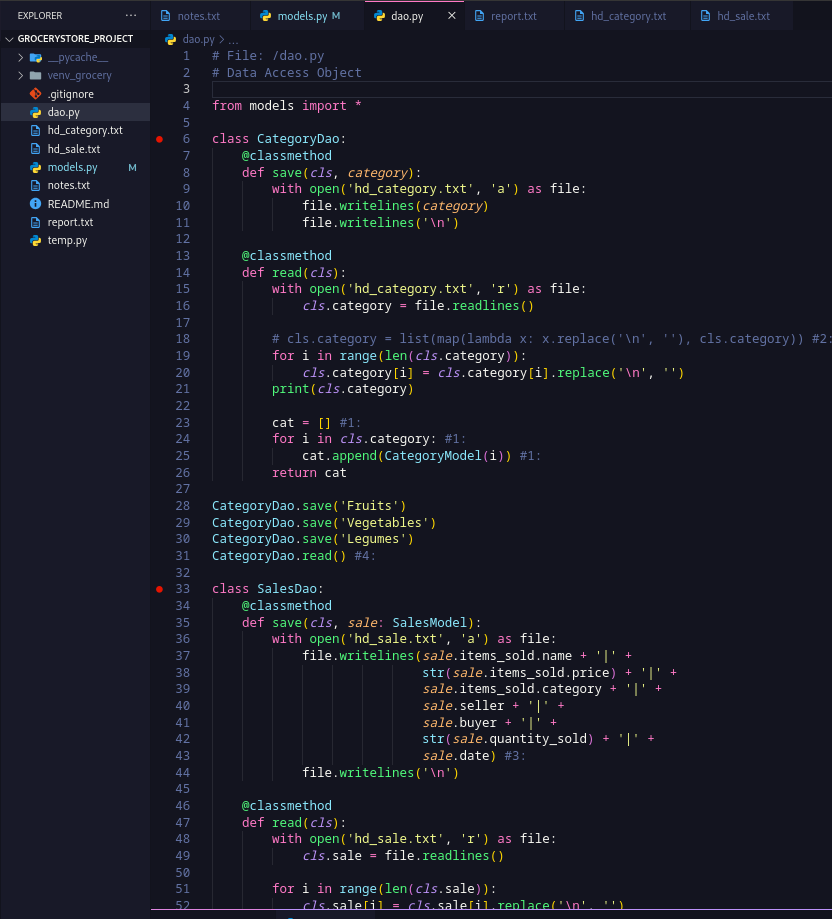 EXPLORER ···
notes.txt
models.py M
dao.py
report.txt
hd_category.txt
hd_sale.txt
GROCERYSTORE_PROJECT
__pycache__
venv_grocery
.gitignore
dao.py
hd_category.txt
hd_sale.txt
models.py M
notes.txt
README.md
report.txt
temp.py
dao.py > ...
1 # File: /dao.py
2 # Data Access Object
3
4 from models import *
5
6 class CategoryDao:
7     @classmethod
8     def save(cls, category):
9         with open('hd_category.txt', 'a') as file:
10             file.writelines(category)
11             file.writelines('\n')
12
13     @classmethod
14     def read(cls):
15         with open('hd_category.txt', 'r') as file:
16             cls.category = file.readlines()
17
18         # cls.category = list(map(lambda x: x.replace('\n', ''), cls.category)) #2:
19         for i in range(len(cls.category)):
20             cls.category[i] = cls.category[i].replace('\n', '')
21         print(cls.category)
22
23         cat = [] #1:
24         for i in cls.category: #1:
25             cat.append(CategoryModel(i)) #1:
26         return cat
27
28 CategoryDao.save('Fruits')
29 CategoryDao.save('Vegetables')
30 CategoryDao.save('Legumes')
31 CategoryDao.read() #4:
32
33 class SalesDao:
34     @classmethod
35     def save(cls, sale: SalesModel):
36         with open('hd_sale.txt', 'a') as file:
37             file.writelines(sale.items_sold.name + '|' +
38                             str(sale.items_sold.price) + '|' +
39                             sale.items_sold.category + '|' +
40                             sale.seller + '|' +
41                             sale.buyer + '|' +
42                             str(sale.quantity_sold) + '|' +
43                             sale.date) #3:
44             file.writelines('\n')
45
46     @classmethod
47     def read(cls):
48         with open('hd_sale.txt', 'r') as file:
49             cls.sale = file.readlines()
50
51         for i in range(len(cls.sale)):
52             cls.sale[i] = cls.sale[i].replace('\n', '')